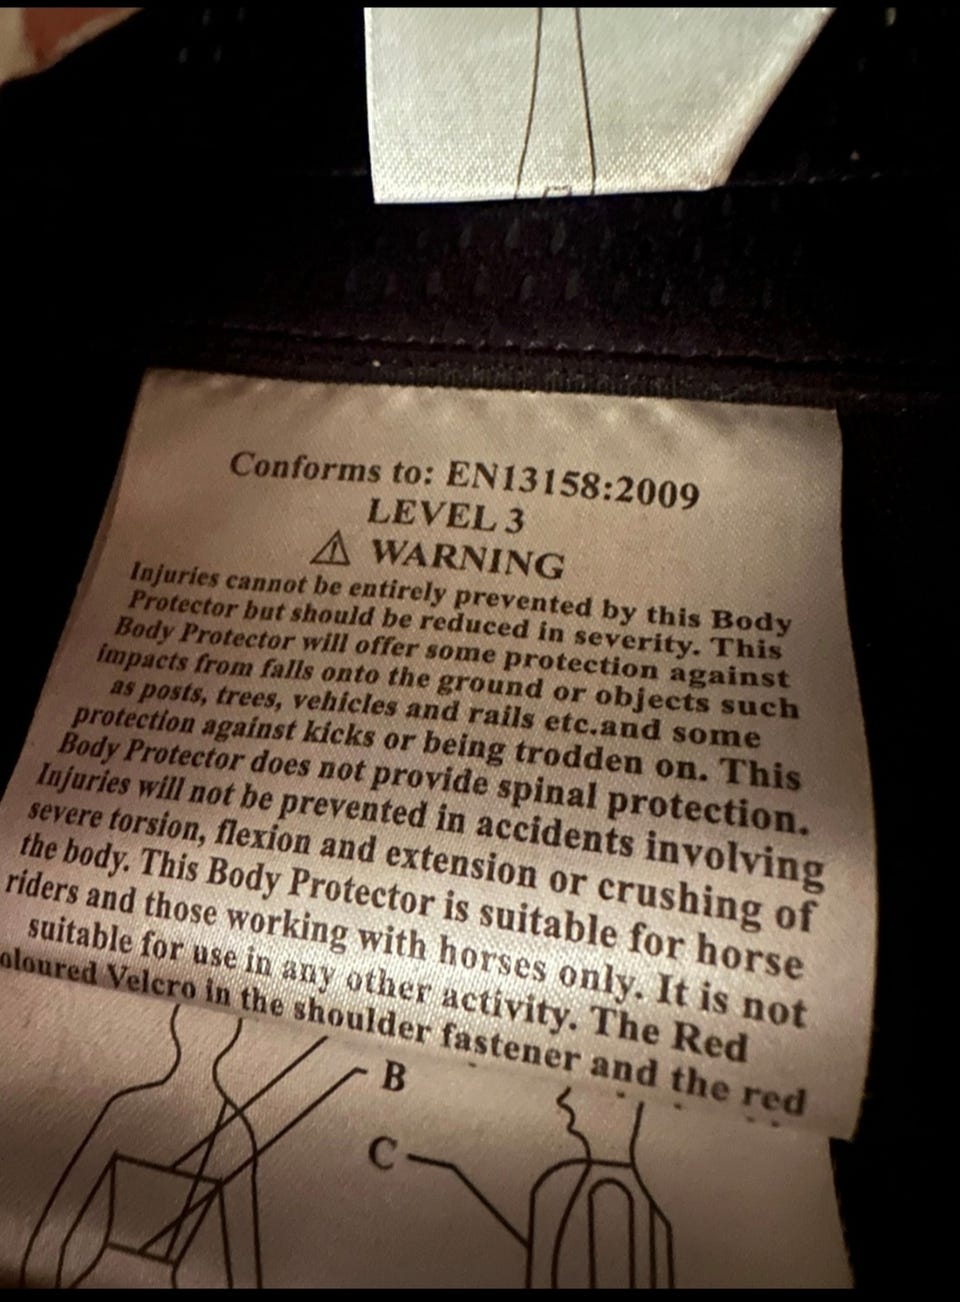 Conforms to: EN13158:2009
LEVEL 3
⚠ WARNING
Injuries cannot be entirely prevented by this Body
Protector but should be reduced in severity. This
Body Protector will offer some protection against
impacts from falls onto the ground or objects such
as posts, trees, vehicles and rails etc.and some
protection against kicks or being trodden on. This
Body Protector does not provide spinal protection.
Injuries will not be prevented in accidents involving
severe torsion, flexion and extension or crushing of
the body. This Body Protector is suitable for horse
riders and those working with horses only. It is not
suitable for use in any other activity. The Red
oloured Velcro in the shoulder fastener and the red
B
C